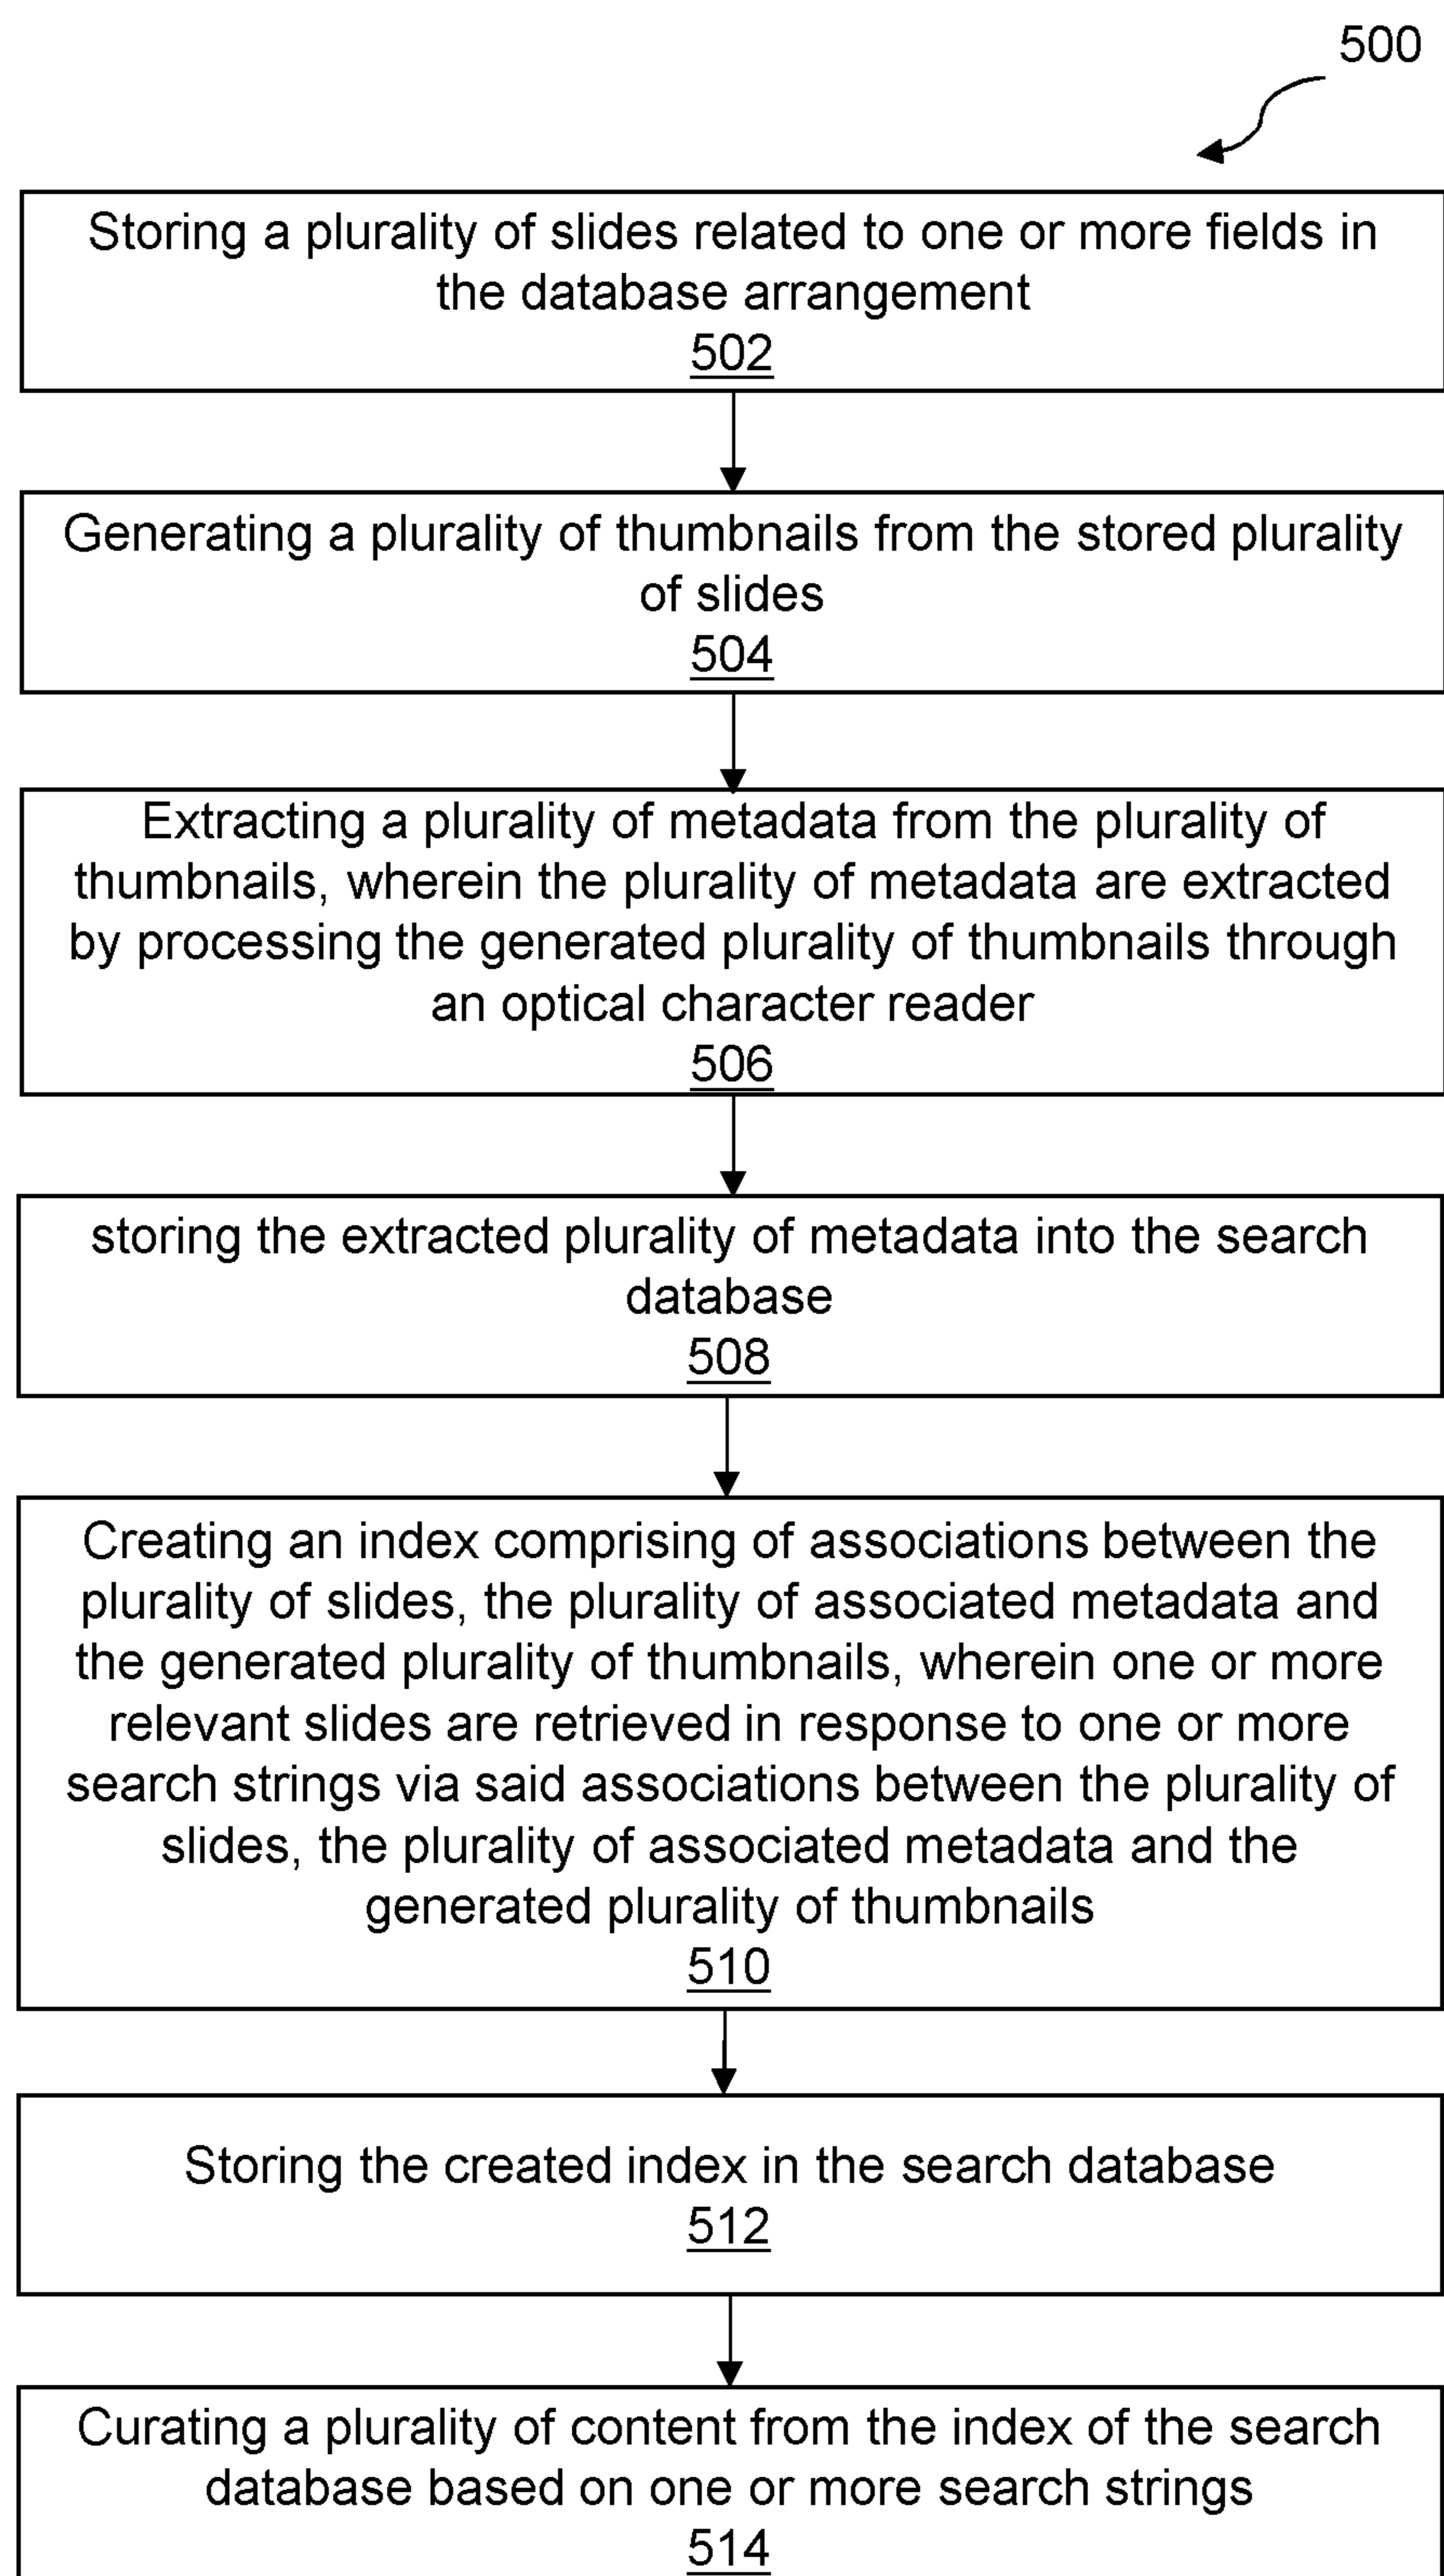 500
Storing a plurality of slides related to one or more fields in
the database arrangement
502
Generating a plurality of thumbnails from the stored plurality
of slides
504
Extracting a plurality of metadata from the plurality of
thumbnails, wherein the plurality of metadata are extracted
by processing the generated plurality of thumbnails through
an optical character reader
506
storing the extracted plurality of metadata into the search
database
508
Creating an index comprising of associations between the
plurality of slides, the plurality of associated metadata and
the generated plurality of thumbnails, wherein one or more
relevant slides are retrieved in response to one or more
search strings via said associations between the plurality of
slides, the plurality of associated metadata and the
generated plurality of thumbnails
510
Storing the created index in the search database
512
Curating a plurality of content from the index of the search
database based on one or more search strings
514